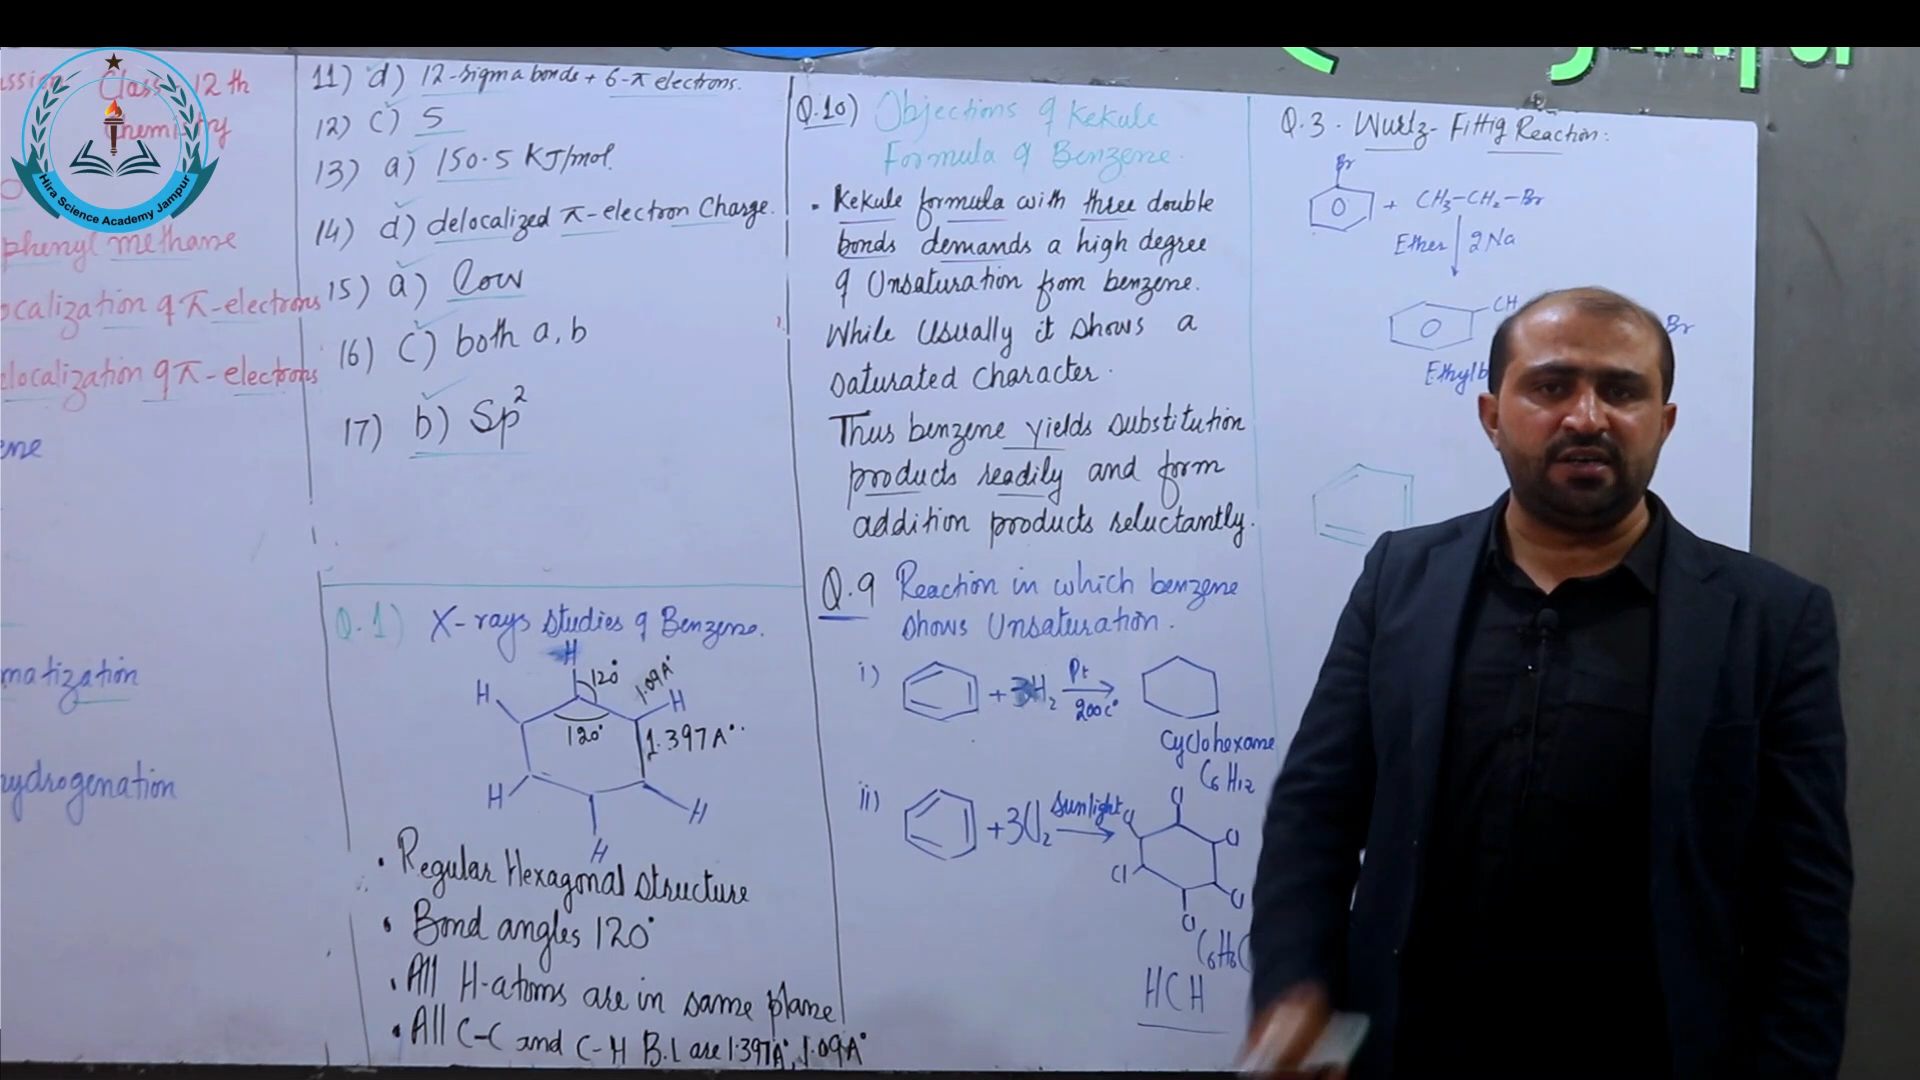 Hira Science Academy Jampur
Class 12th
Chemistry
phenyl methane
ocalization of π-electrons
elocalization of π-electrons
ene
matization
hydrogenation
11) d) 12-sigma bonds + 6-π electrons.
12) c) 5
13) a) 150.5 KJ/mol.
14) d) delocalized π-electron Charge.
15) a) low
16) c) both a, b
17) b) Sp²
Q.1) X-rays studies of Benzene.
H
120°
1.09A°
H
H
120°
1.397A°
H
H
H
• Regular Hexagonal structure
• Bond angles 120°
• All H-atoms are in same plane
• All C-C and C-H B.L are 1.397A°, 1.09A°
Q.10) Objections of Kekule
Formula of Benzene.
• Kekule formula with three double
bonds demands a high degree
of Unsaturation from benzene.
While Usually it shows a
saturated Character.
Thus benzene yields substitution
products readily and form
addition products reluctantly.
Q.9 Reaction in which benzene
shows Unsaturation.
i) + 3H₂ Pt
200c°
Cyclohexane
C₆H₁₂
ii) + 3Cl₂ Sunlight
Cl
Cl
Cl
Cl
Cl
Cl
C₆H₆C
HCH
Q.3. Wurtz-Fittig Reaction:
Br
+ CH₃-CH₂-Br
Ether 2Na
CH
Br
Ethylb